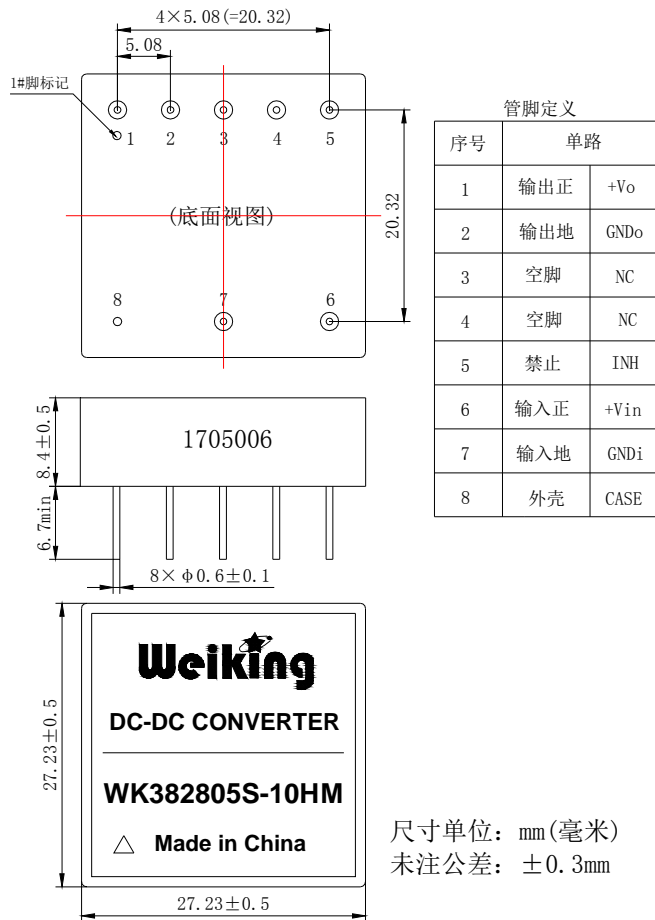 4×5.08(=20.32)
5.08
1#脚标记
1 2 3 4 5
(底面视图)
20.32
8 7 6
管脚定义
序号 单路
1 输出正 +Vo
2 输出地 GNDo
3 空脚 NC
4 空脚 NC
5 禁止 INH
6 输入正 +Vin
7 输入地 GNDi
8 外壳 CASE
8.4±0.5
1705006
6.7min
8×φ0.6±0.1
27.23±0.5
Weiking
DC-DC CONVERTER
WK382805S-10HM
△ Made in China
27.23±0.5
尺寸单位：mm(毫米)
未注公差：±0.3mm